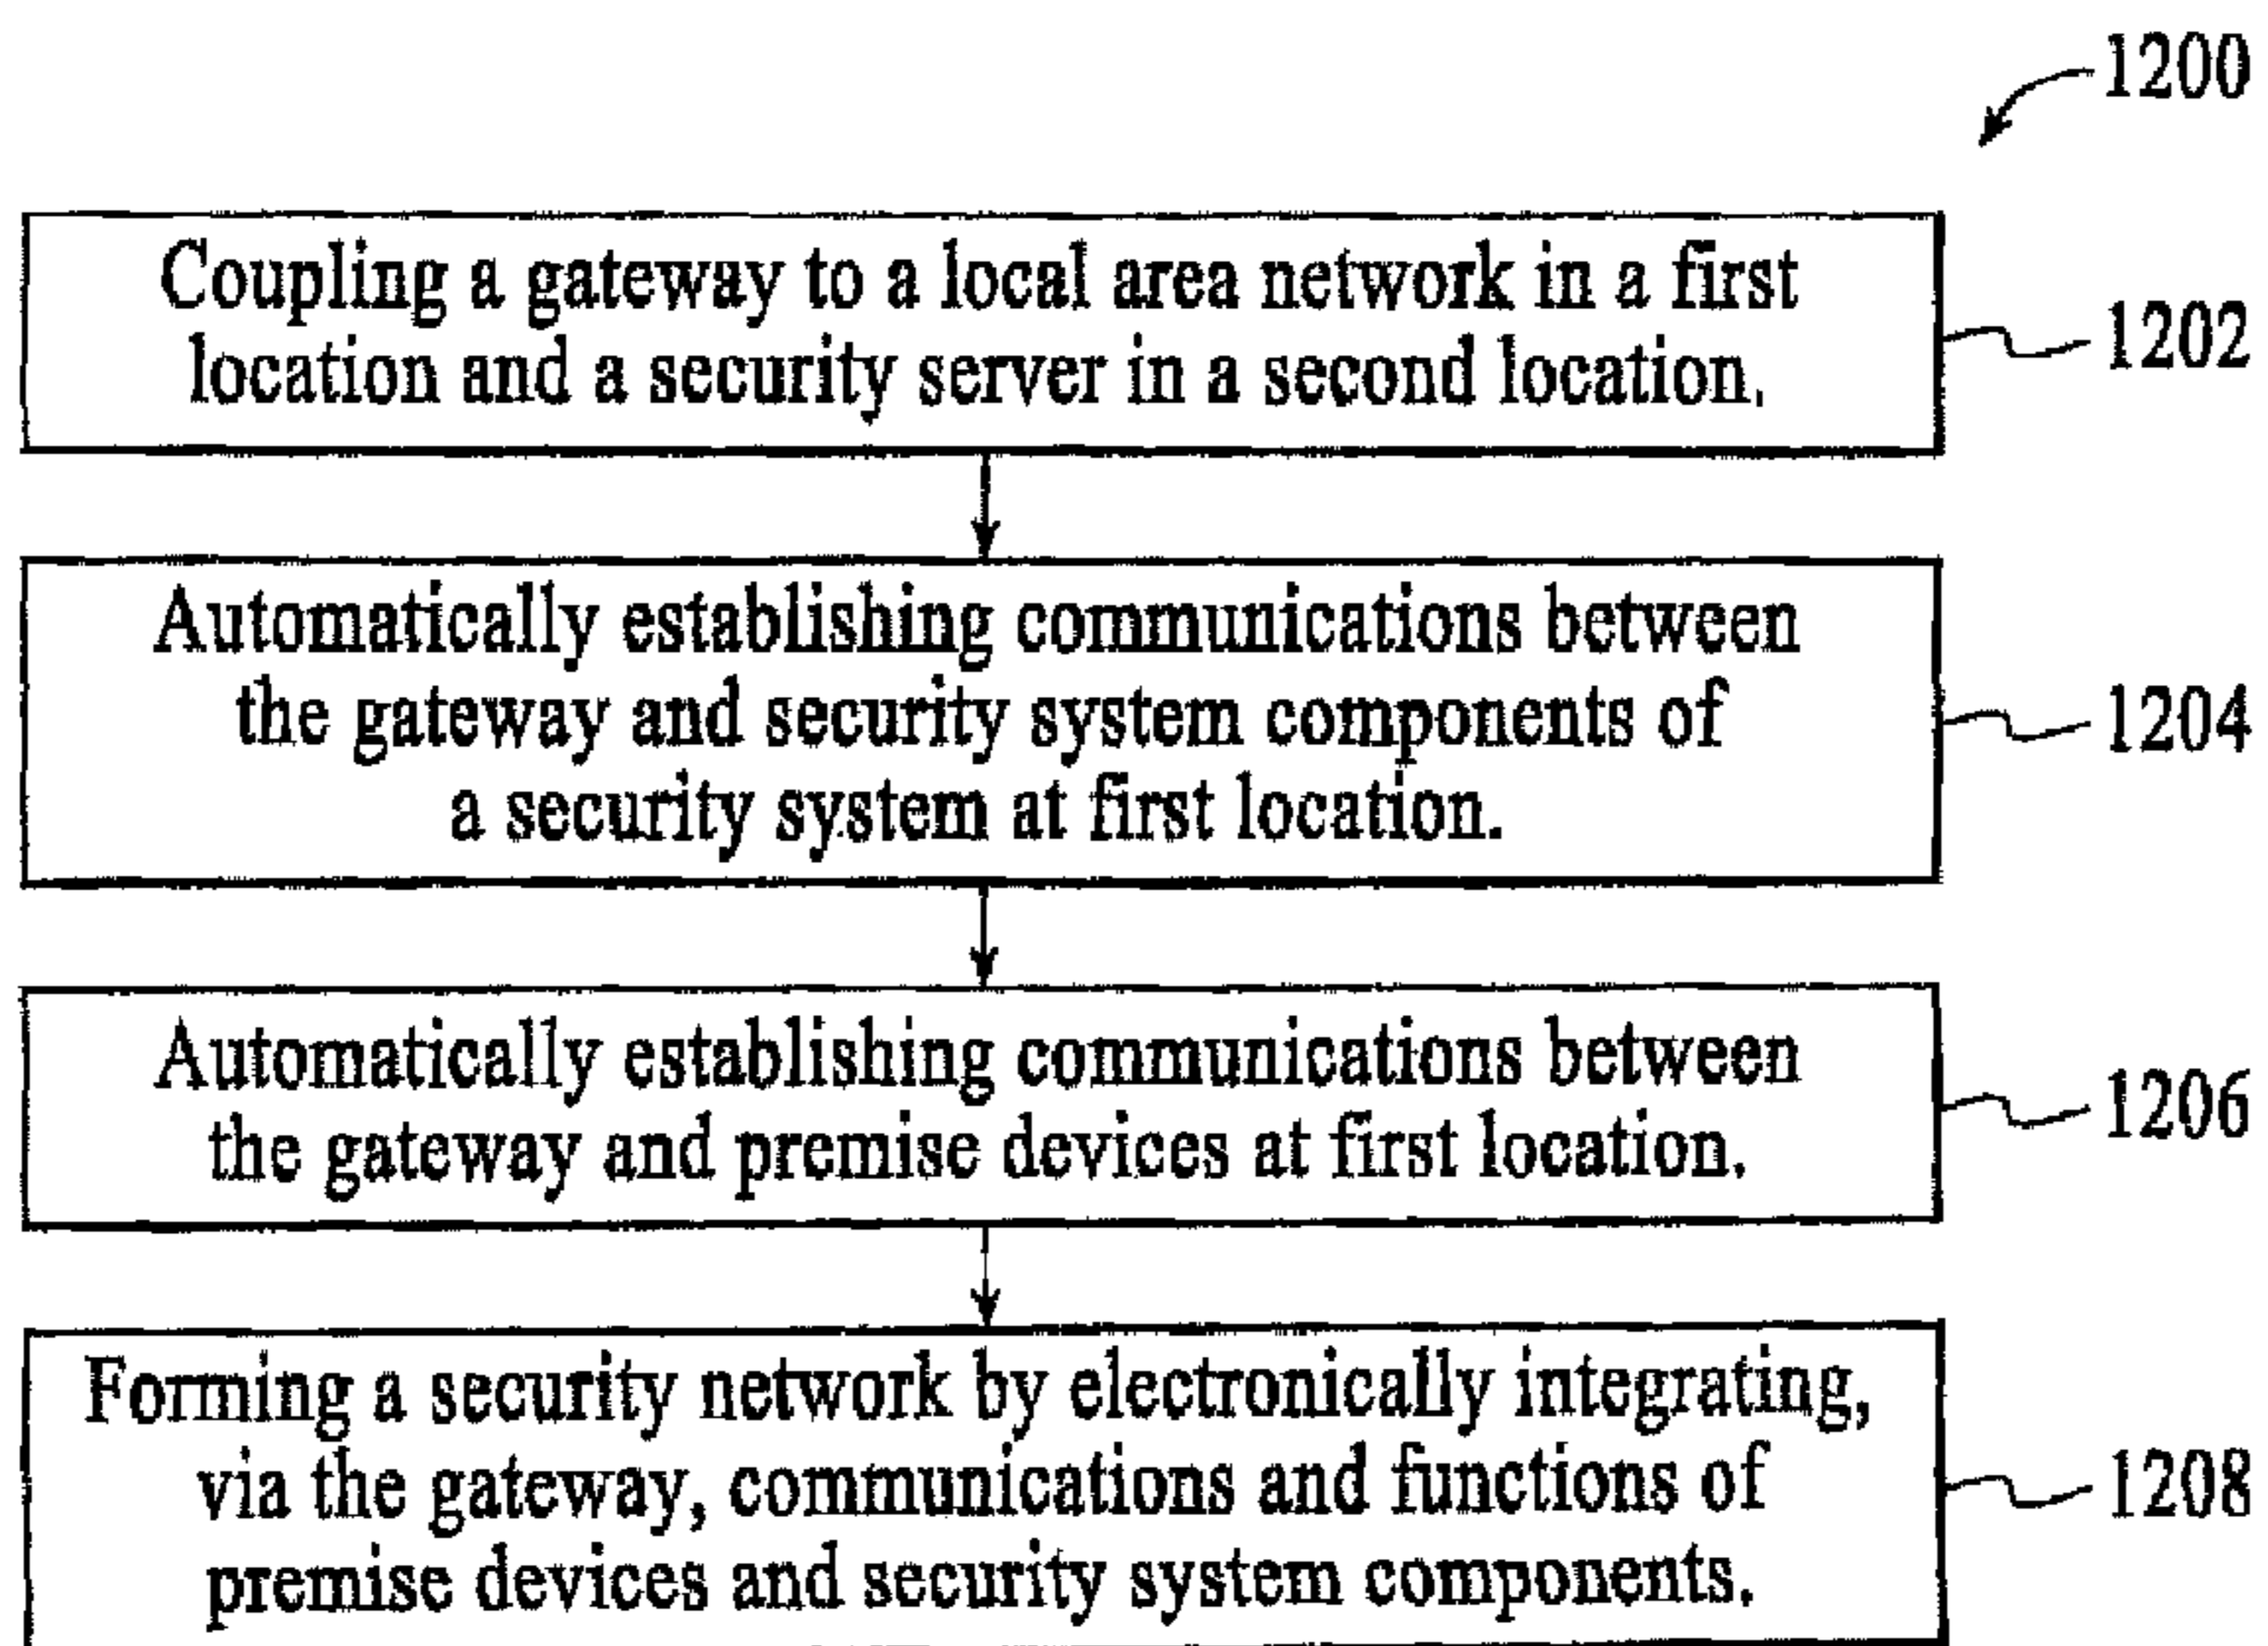 1200
Coupling a gateway to a local area network in a first
location and a security server in a second location.
1202
Automatically establishing communications between
the gateway and security system components of
a security system at first location.
1204
Automatically establishing communications between
the gateway and premise devices at first location.
1206
Forming a security network by electronically integrating,
via the gateway, communications and functions of
premise devices and security system components.
1208